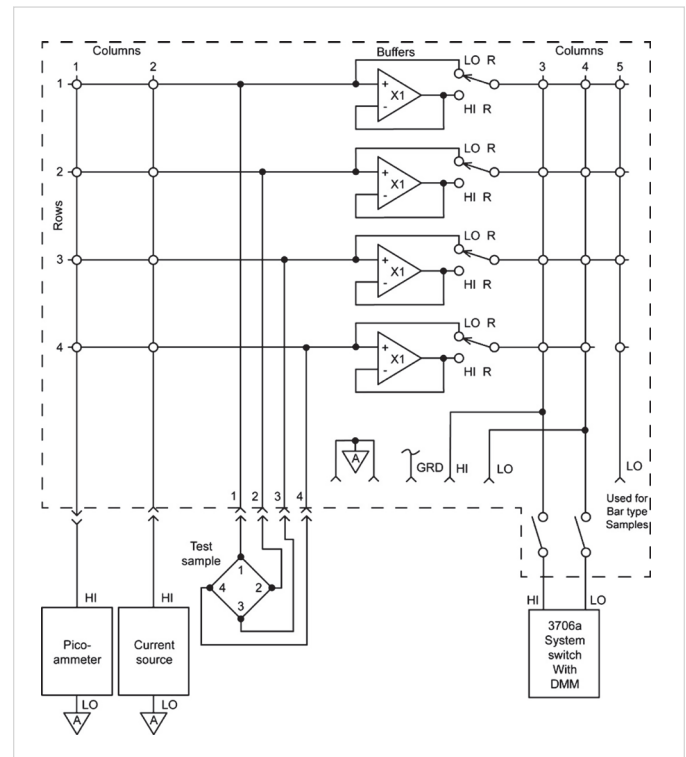 Columns
Buffers
Columns
1
2
3
4
5
LO R
1
+
-
X1
HI R
LO R
2
+
-
X1
HI R
Rows
LO R
3
+
-
X1
HI R
LO R
4
+
-
X1
HI R
A
GRD
HI
LO
LO
Used for
Bar type
Samples
1
2
3
4
Test
sample
1
4
2
3
HI
HI
HI
LO
Pico-
ammeter
Current
source
3706a
System
switch
With
DMM
LO
LO
A
A